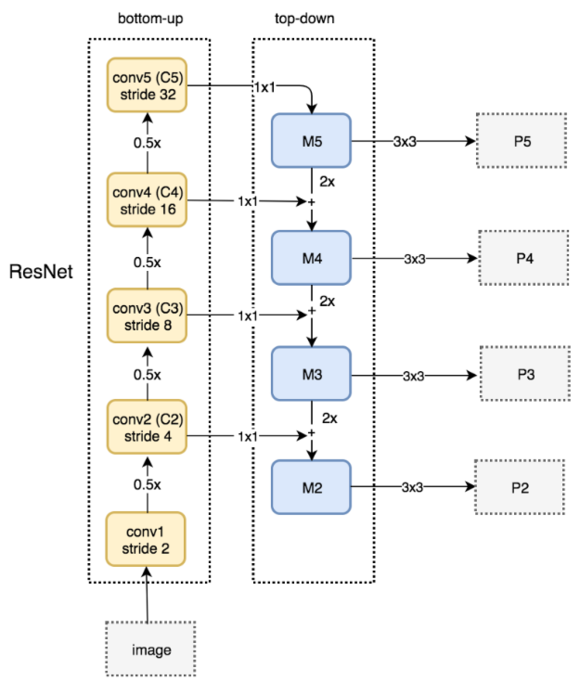 bottom-up
top-down
conv5 (C5)
stride 32
1x1
M5
3x3
P5
0.5x
2x
conv4 (C4)
stride 16
1x1
+
M4
3x3
P4
ResNet
0.5x
2x
conv3 (C3)
stride 8
1x1
+
M3
3x3
P3
0.5x
2x
conv2 (C2)
stride 4
1x1
+
M2
3x3
P2
0.5x
conv1
stride 2
image